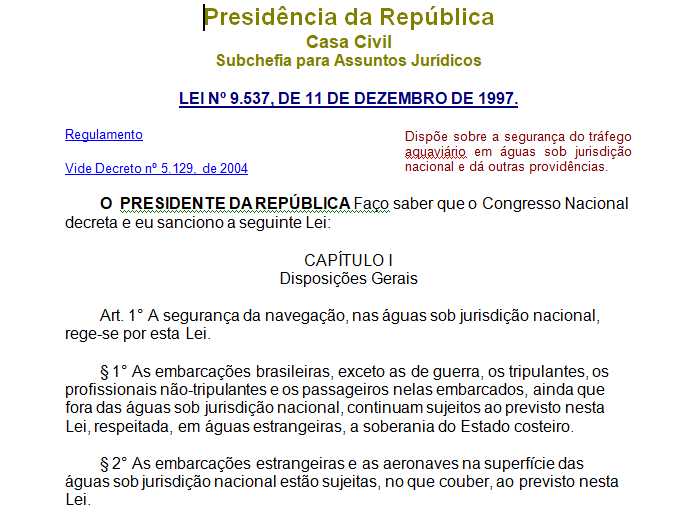 Presidência da República
Casa Civil
Subchefia para Assuntos Jurídicos
LEI Nº 9.537, DE 11 DE DEZEMBRO DE 1997.
Regulamento
Vide Decreto nº 5.129, de 2004
Dispõe sobre a segurança do tráfego
aquaviário em águas sob jurisdição
nacional e dá outras providências.
O PRESIDENTE DA REPÚBLICA Faço saber que o Congresso Nacional
decreta e eu sanciono a seguinte Lei:
CAPÍTULO I
Disposições Gerais
Art. 1° A segurança da navegação, nas águas sob jurisdição nacional,
rege-se por esta Lei.
§ 1° As embarcações brasileiras, exceto as de guerra, os tripulantes, os
profissionais não-tripulantes e os passageiros nelas embarcados, ainda que
fora das águas sob jurisdição nacional, continuam sujeitos ao previsto nesta
Lei, respeitada, em águas estrangeiras, a soberania do Estado costeiro.
§ 2° As embarcações estrangeiras e as aeronaves na superfície das
águas sob jurisdição nacional estão sujeitas, no que couber, ao previsto nesta
Lei.